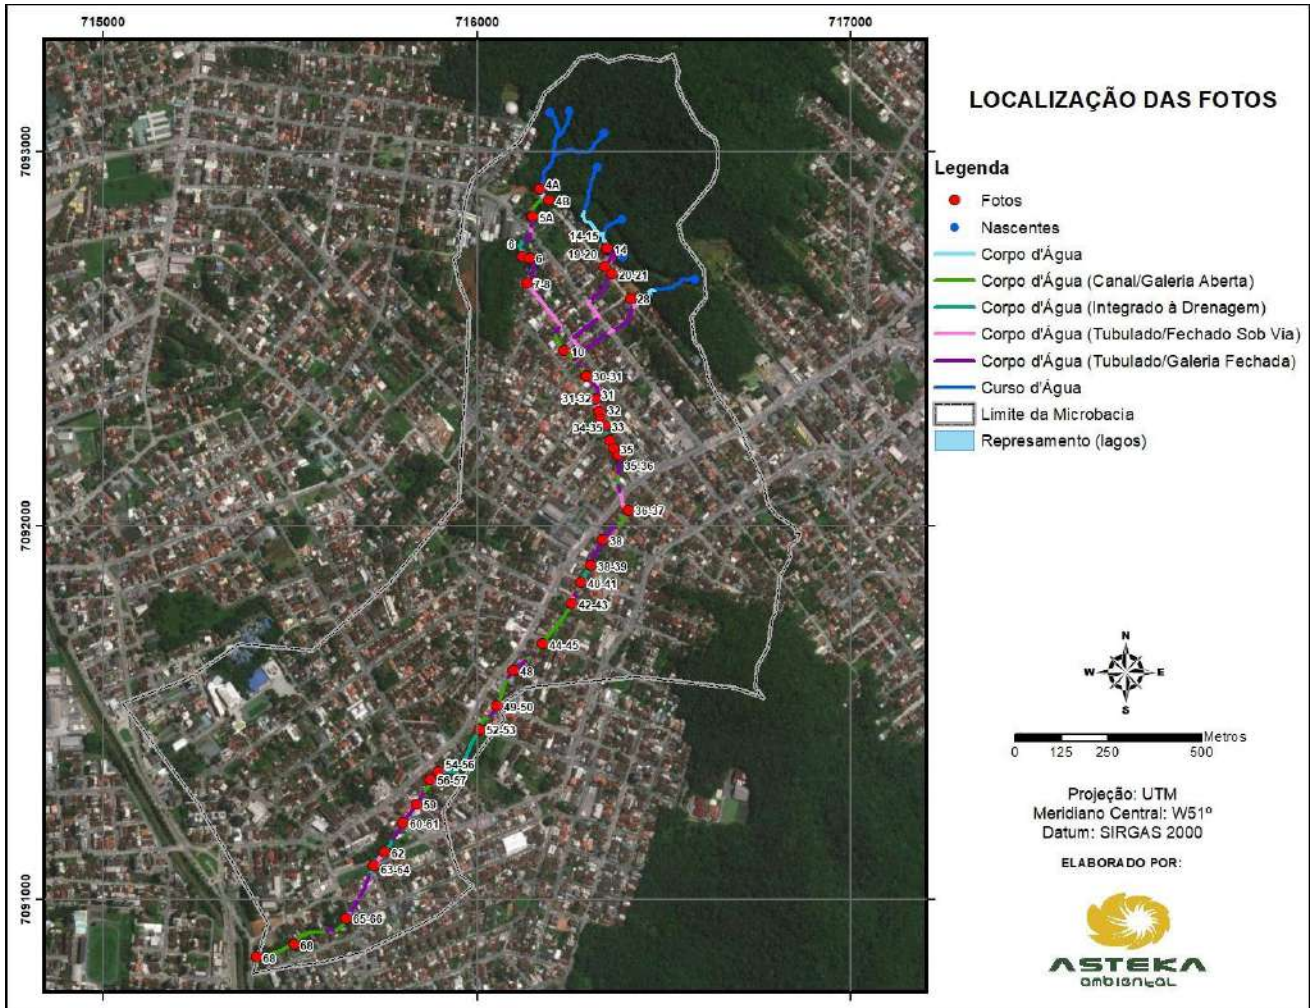 715000
716000
717000
7093000
7092000
7091000
4A
4B
5A
6
6
7-8
10
14-15
14
19-20
20-21
28
30-31
31
31-32
32
33
34-35
35
35-36
36-37
38
38-39
40-41
42-43
44-45
48
49-50
52-53
54-56
56-57
59
60-61
62
63-64
65-66
68
68
LOCALIZAÇÃO DAS FOTOS
Legenda
Fotos
Nascentes
Corpo d'Água
Corpo d'Água (Canal/Galeria Aberta)
Corpo d'Água (Integrado à Drenagem)
Corpo d'Água (Tubulado/Fechado Sob Via)
Corpo d'Água (Tubulado/Galeria Fechada)
Curso d'Água
Limite da Microbacia
Represamento (lagos)
N
W E
S
Metros
0 125 250 500
Projeção: UTM
Meridiano Central: W51º
Datum: SIRGAS 2000
ELABORADO POR:
ASTEKA
ambiental